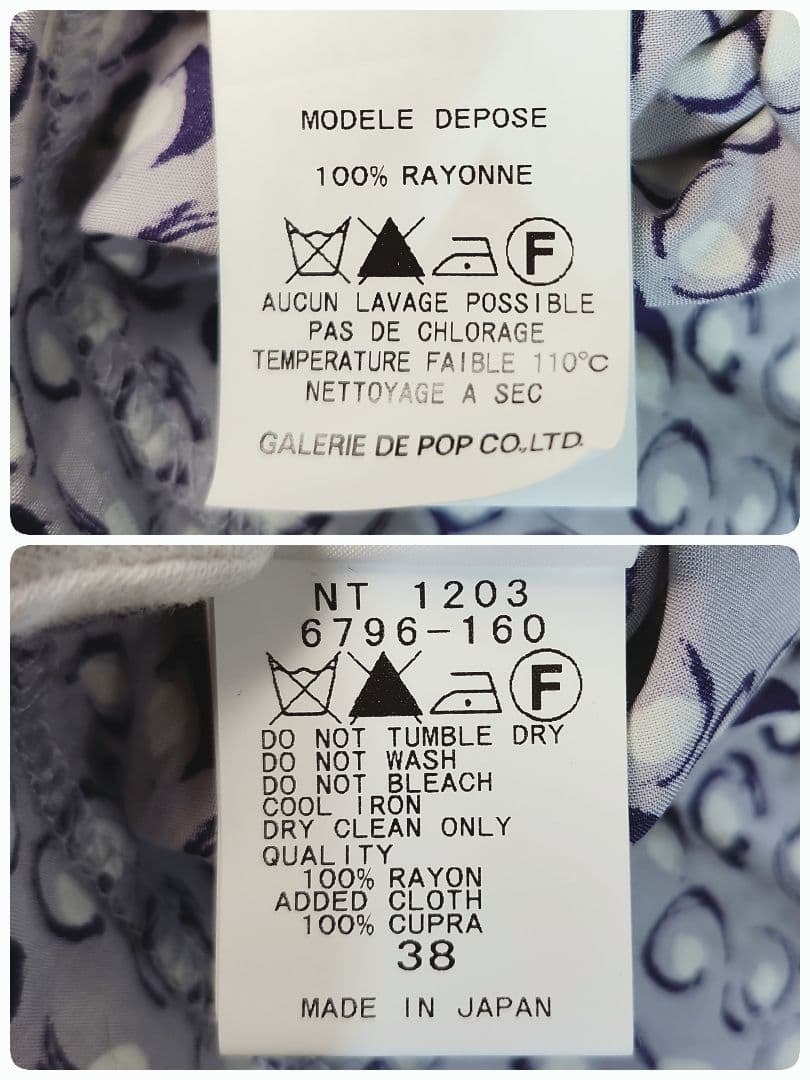 MODELE DEPOSE
100% RAYONNE
F
AUCUN LAVAGE POSSIBLE
PAS DE CHLORAGE
TEMPERATURE FAIBLE 110°C
NETTOYAGE A SEC
GALERIE DE POP CO.,LTD.
NT 1203
6796-160
F
DO NOT TUMBLE DRY
DO NOT WASH
DO NOT BLEACH
COOL IRON
DRY CLEAN ONLY
QUALITY
100% RAYON
ADDED CLOTH
100% CUPRA
38
MADE IN JAPAN